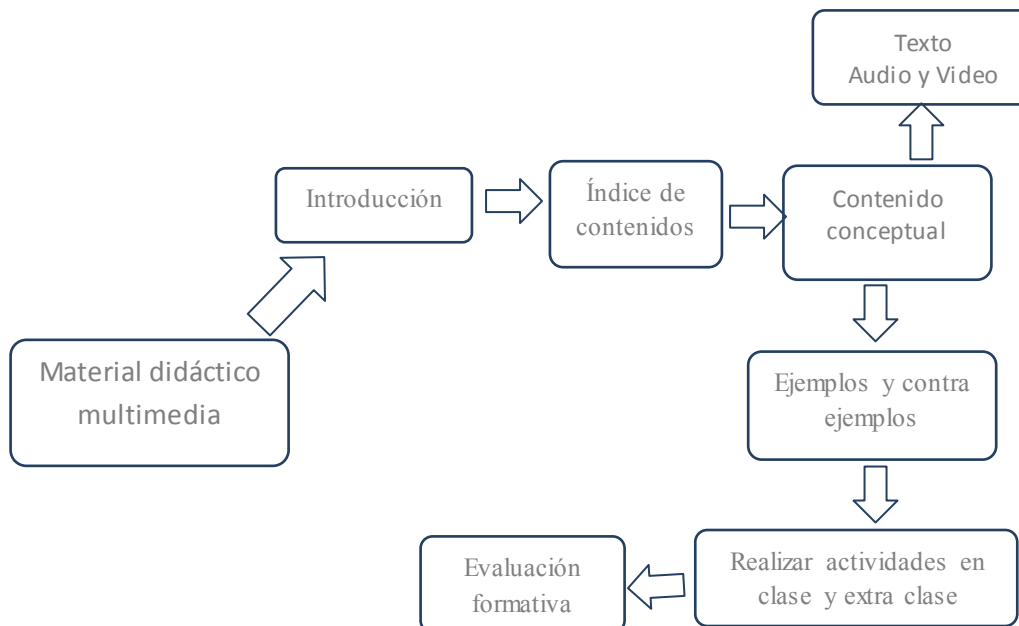 Texto
Audio y Video
Introducción
Índice de
contenidos
Contenido
conceptual
Material didáctico
multimedia
Ejemplos y contra
ejemplos
Realizar actividades en
clase y extra clase
Evaluación
formativa